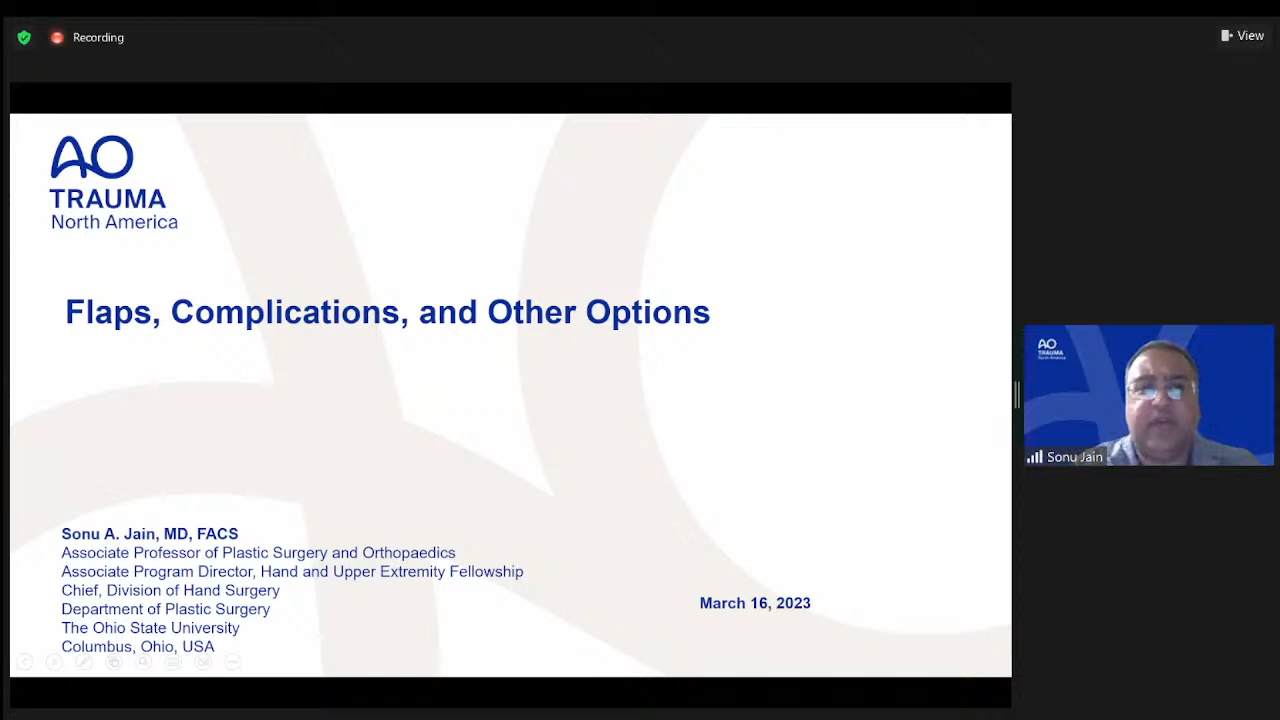 Recording
View
AO
TRAUMA
North America
Flaps, Complications, and Other Options
Sonu A. Jain, MD, FACS
Associate Professor of Plastic Surgery and Orthopaedics
Associate Program Director, Hand and Upper Extremity Fellowship
Chief, Division of Hand Surgery
Department of Plastic Surgery
The Ohio State University
Columbus, Ohio, USA
March 16, 2023
AO
TRAUMA
North America
Sonu Jain